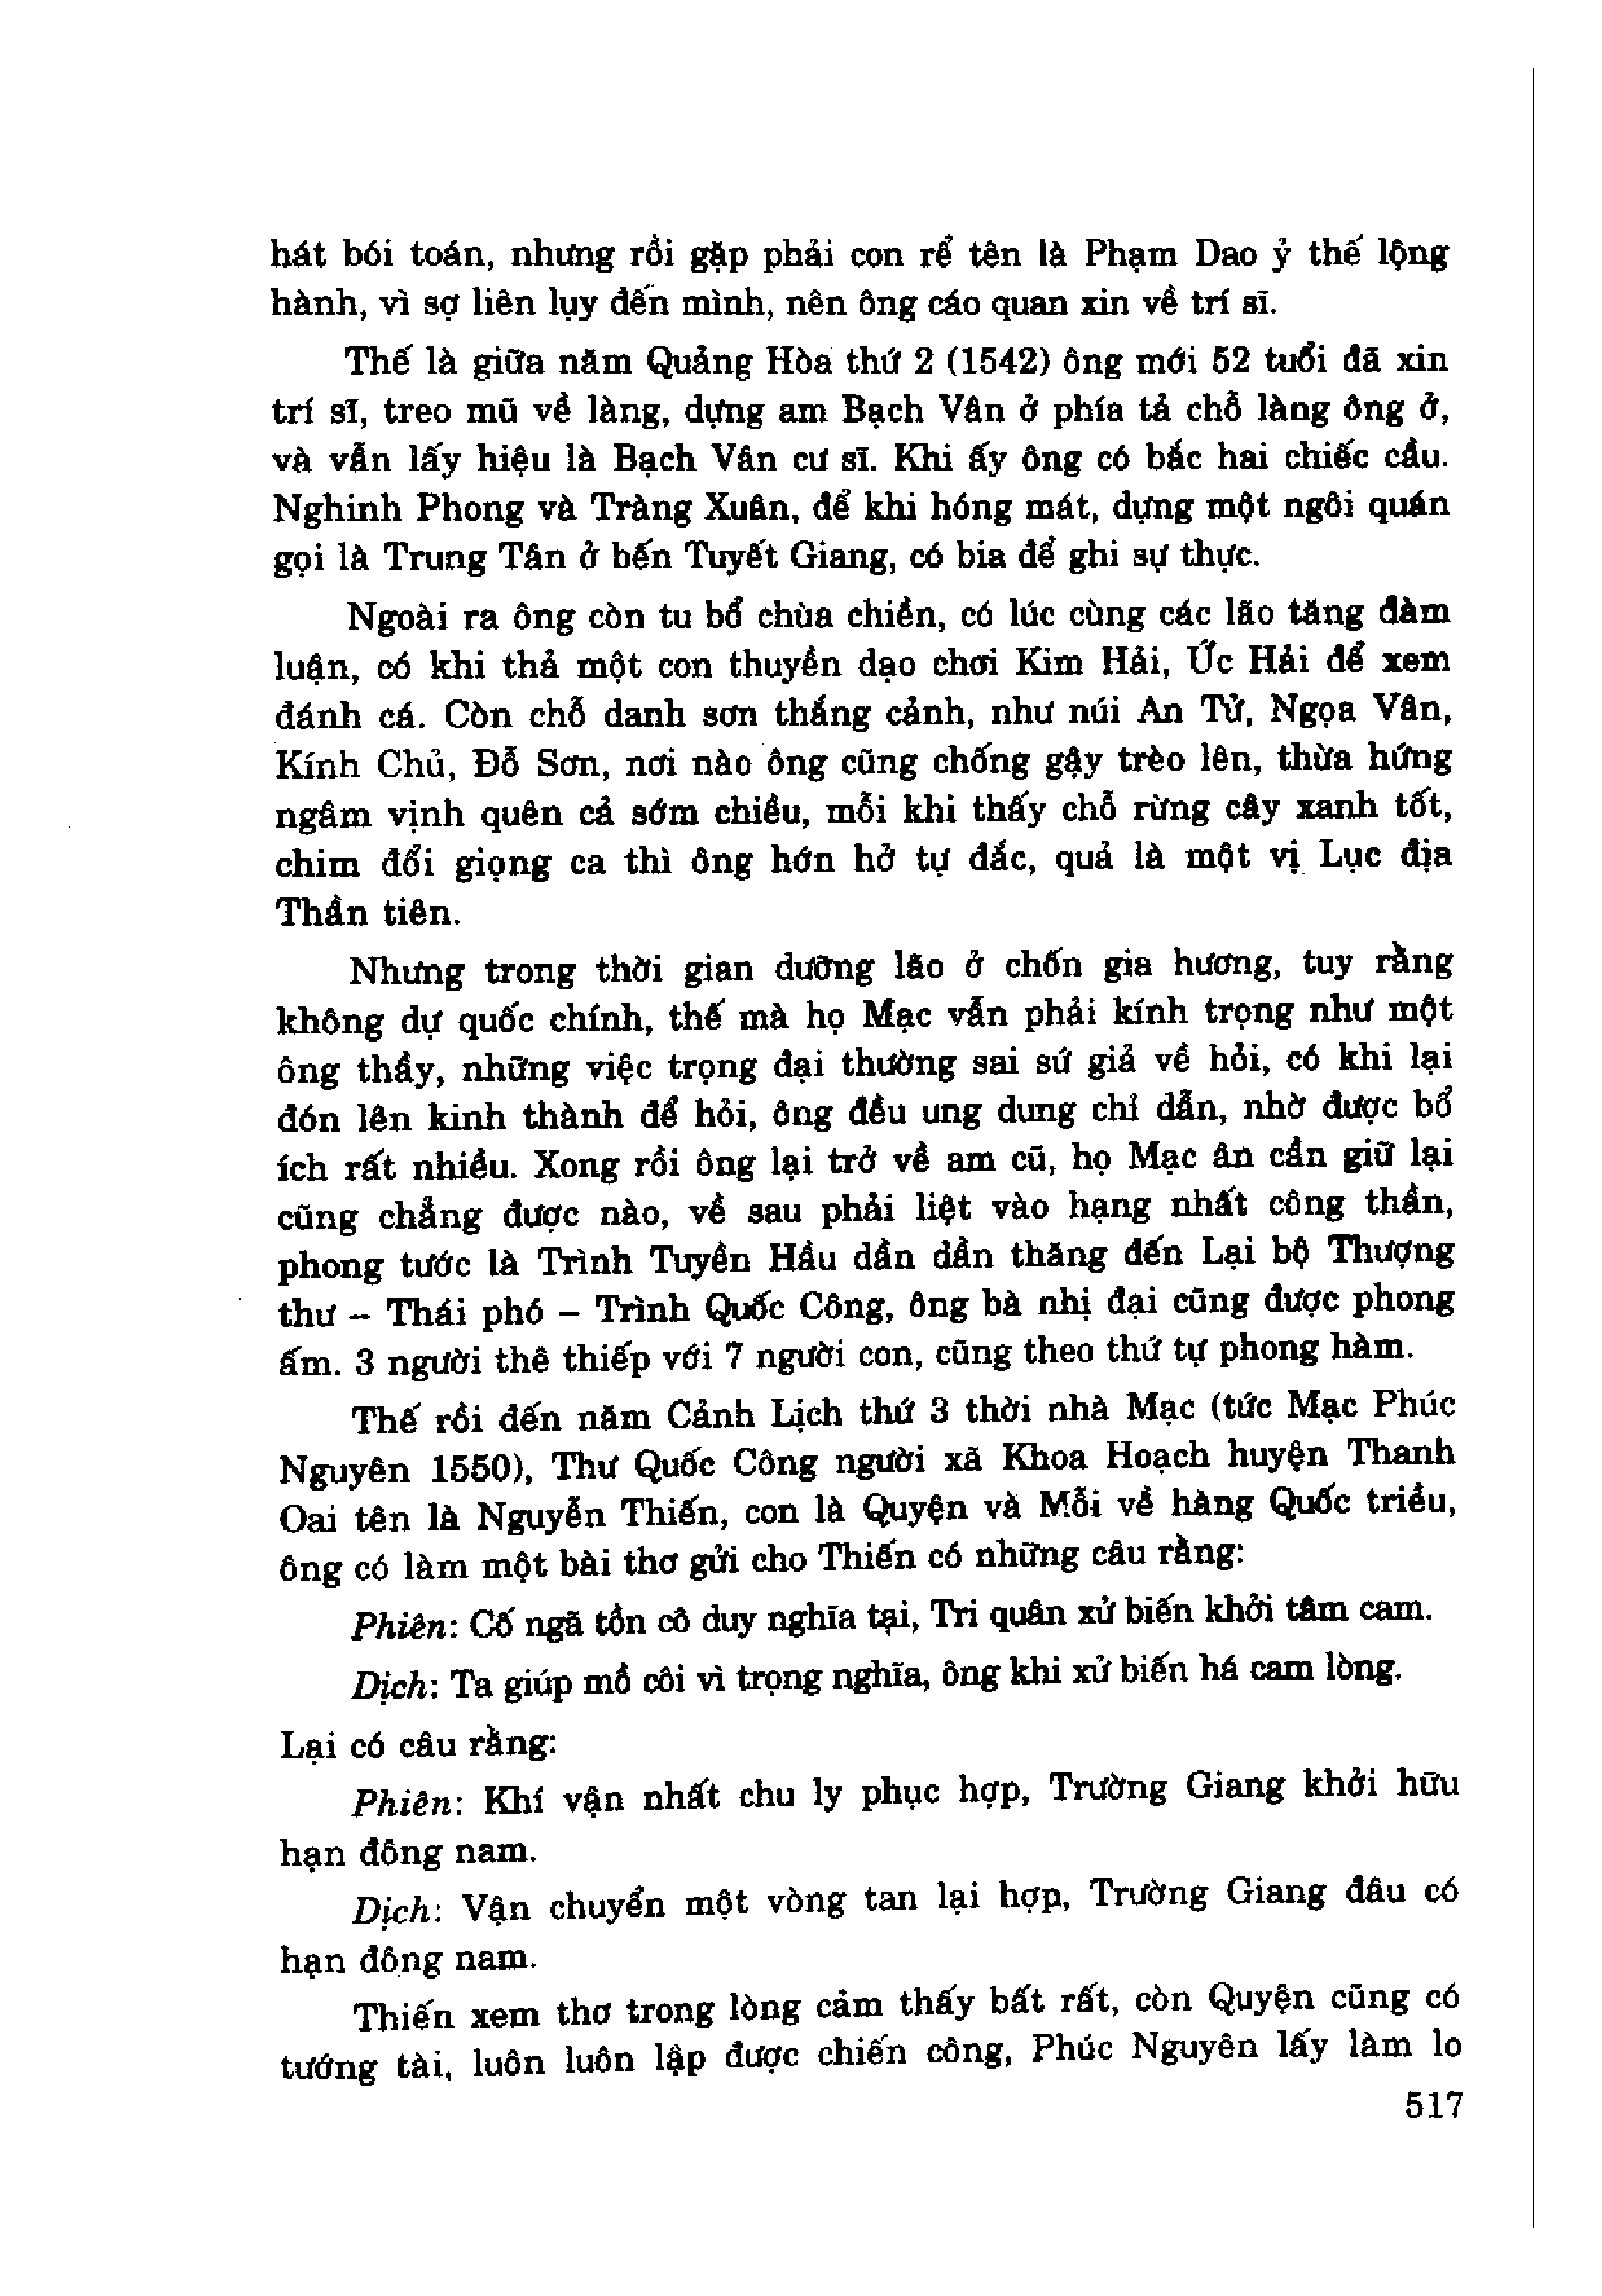 hát bói toán, nhưng rồi gặp phải con rể tên là Phạm Dao ỷ thế lộng
hành, vì sợ liên lụy đến mình, nên ông cáo quan xin về trí sĩ.
Thế là giữa năm Quảng Hòa thứ 2 (1542) ông mới 52 tuổi đã xin
trí sĩ, treo mũ về làng, dựng am Bạch Vân ở phía tả chỗ làng ông ở,
và vẫn lấy hiệu là Bạch Vân cư sĩ. Khi ấy ông có bắc hai chiếc cầu.
Nghinh Phong và Tràng Xuân, để khi hóng mát, dựng một ngôi quán
gọi là Trung Tân ở bến Tuyết Giang, có bia để ghi sự thực.
Ngoài ra ông còn tu bổ chùa chiền, có lúc cùng các lão tăng đàm
luận, có khi thả một con thuyền dạo chơi Kim Hải, Ức Hải để xem
đánh cá. Còn chỗ danh sơn thắng cảnh, như núi An Tử, Ngọa Vân,
Kính Chủ, Đỗ Sơn, nơi nào ông cũng chống gậy trèo lên, thừa hứng
ngâm vịnh quên cả sớm chiều, mỗi khi thấy chỗ rừng cây xanh tốt,
chim đổi giọng ca thì ông hớn hở tự đắc, quả là một vị Lục địa
Thần tiên.
Nhưng trong thời gian dưỡng lão ở chốn gia hương, tuy rằng
không dự quốc chính, thế mà họ Mạc vẫn phải kính trọng như một
ông thầy, những việc trọng đại thường sai sứ giả về hỏi, có khi lại
đón lên kinh thành để hỏi, ông đều ung dung chỉ dẫn, nhờ được bổ
ích rất nhiều. Xong rồi ông lại trở về am cũ, họ Mạc ân cần giữ lại
cũng chẳng được nào, về sau phải liệt vào hạng nhất công thần,
phong tước là Trình Tuyền Hầu dần dần thăng đến Lại bộ Thượng
thư – Thái phó – Trình Quốc Công, ông bà nhị đại cũng được phong
ấm. 3 người thê thiếp với 7 người con, cũng theo thứ tự phong hàm.
Thế rồi đến năm Cảnh Lịch thứ 3 thời nhà Mạc (tức Mạc Phúc
Nguyên 1550), Thư Quốc Công người xã Khoa Hoạch huyện Thanh
Oai tên là Nguyễn Thiến, con là Quyện và Mỗi về hàng Quốc triều,
ông có làm một bài thơ gửi cho Thiến có những câu rằng:
Phiên: Cố ngã tồn cô duy nghĩa tại, Tri quân xử biến khởi tâm cam.
Dịch: Ta giúp mồ côi vì trọng nghĩa, ông khi xử biến há cam lòng.
Lại có câu rằng:
Phiên: Khí vận nhất chu ly phục hợp, Trường Giang khởi hữu
hạn đông nam.
Dịch: Vận chuyển một vòng tan lại hợp, Trường Giang đâu có
hạn đông nam.
Thiến xem thơ trong lòng cảm thấy bất rất, còn Quyện cũng có
tướng tài, luôn luôn lập được chiến công, Phúc Nguyên lấy làm lo
517